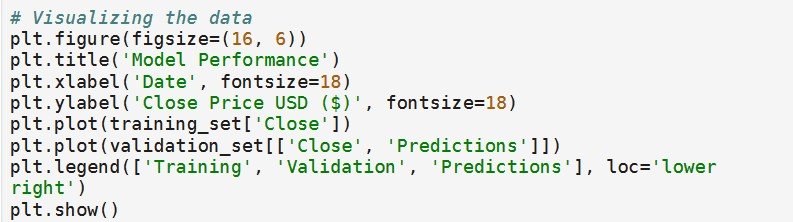 # Visualizing the data
plt.figure(figsize=(16, 6))
plt.title('Model Performance')
plt.xlabel('Date', fontsize=18)
plt.ylabel('Close Price USD ($)', fontsize=18)
plt.plot(training_set['Close'])
plt.plot(validation_set[['Close', 'Predictions']])
plt.legend(['Training', 'Validation', 'Predictions'], loc='lower
right')
plt.show()